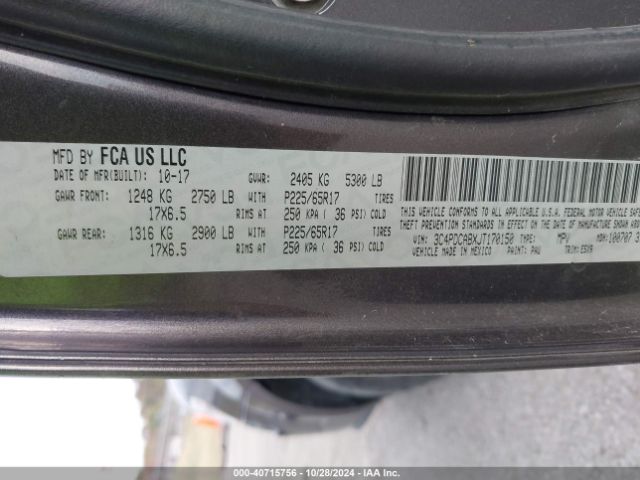 MFD BY FCA US LLC
DATE OF MFR(BUILT): 10-17 GVWR: 2405 KG 5300 LB
GAWR FRONT: 1248 KG 2750 LB WITH P225/65R17 TIRES
17X6.5 RIMS AT 250 KPA ( 36 PSI) COLD
GAWR REAR: 1316 KG 2900 LB WITH P225/65R17 TIRES
17X6.5 RIMS AT 250 KPA ( 36 PSI) COLD
THIS VEHICLE CONFORMS TO ALL APPLICABLE U.S.A. FEDERAL MOTOR VEHICLE
THEFT PREVENTION STANDARDS IN EFFECT ON THE DATE OF MANUFACTURE SHOWN
VIN: 3C4PDCABXJT170150 TYPE: MPV MDH: 100707 3
VEHICLE MADE IN MEXICO PAINT: PAU TRIM:
000-40715756 | 10/28/2024 | IAA Inc.